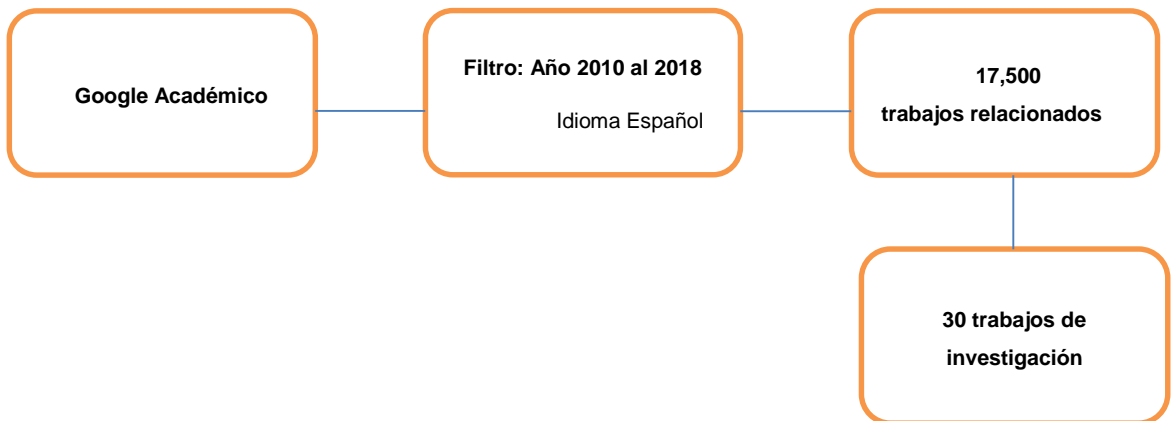 Google Académico
Filtro: Año 2010 al 2018
Idioma Español
17,500
trabajos relacionados
30 trabajos de
investigación